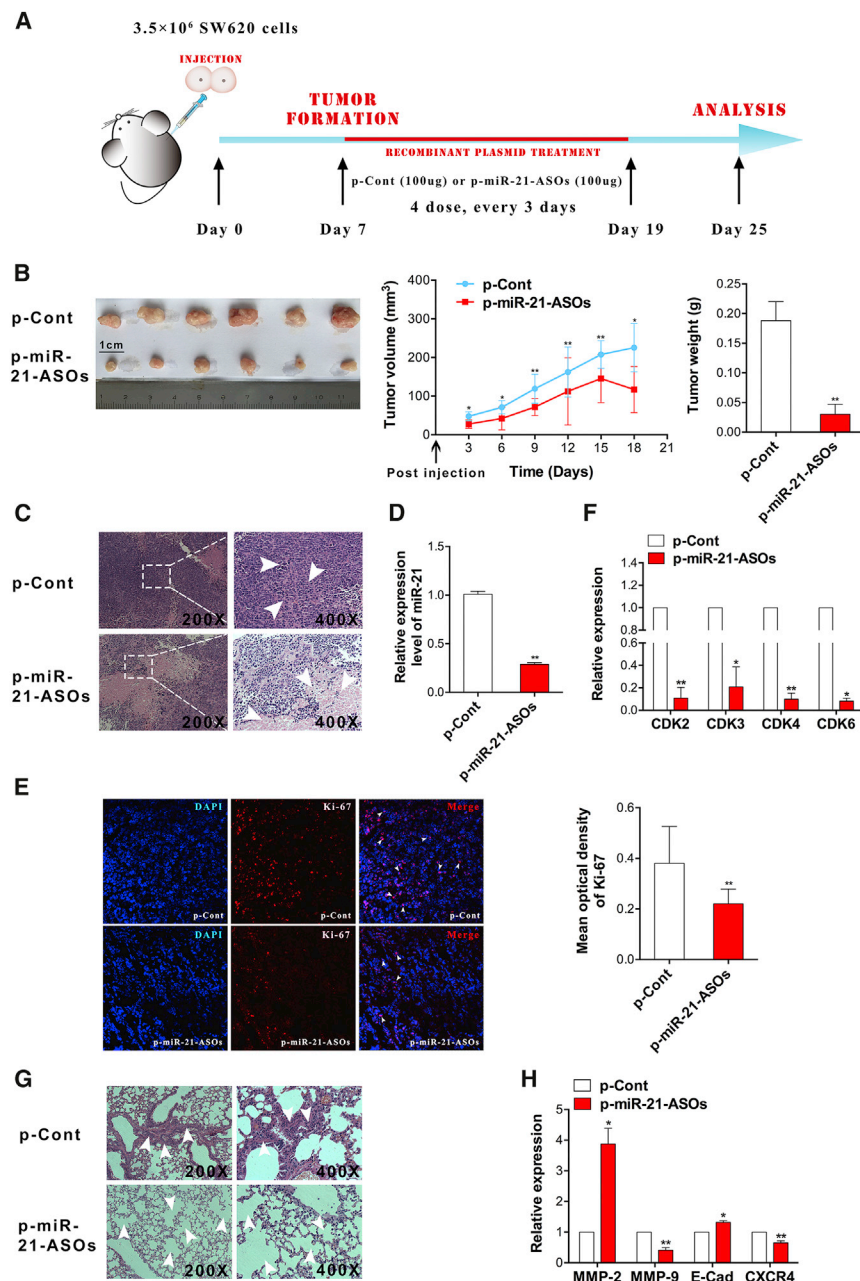 A
3.5×10⁶ SW620 cells
INJECTION
TUMOR
FORMATION
ANALYSIS
RECOMBINANT PLASMID TREATMENT
p-Cont (100ug) or p-miR-21-ASOs (100ug)
4 dose, every 3 days
Day 0
Day 7
Day 19
Day 25
B
p-Cont
1cm
p-miR-
21-ASOs
1 2 3 4 5 6 7 8 9 10 11
Tumor volume (mm³)
400
300
200
100
0
p-Cont
p-miR-21-ASOs
* * ** ** ** *
3 6 9 12 15 18 21
Post injection
Time (Days)
Tumor weight (g)
0.25
0.20
0.15
0.10
0.05
0.00
**
p-Cont
p-miR-21-ASOs
C
p-Cont
200X
400X
p-miR-
21-ASOs
200X
400X
D
Relative expression
level of miR-21
1.5
1.0
0.5
0.0
**
p-Cont
p-miR-21-ASOs
F
p-Cont
p-miR-21-ASOs
Relative expression
1.4
1.2
1.0
0.8
0.4
0.2
0.0
** * ** *
CDK2 CDK3 CDK4 CDK6
E
DAPI
p-Cont
Ki-67
p-Cont
Merge
p-Cont
DAPI
p-miR-21-ASOs
Ki-67
p-miR-21-ASOs
Merge
p-miR-21-ASOs
Mean optical density
of Ki-67
0.6
0.4
0.2
0.0
**
p-Cont
p-miR-21-ASOs
G
p-Cont
200X
400X
p-miR-
21-ASOs
200X
400X
H
p-Cont
p-miR-21-ASOs
Relative expression
6
4
2
1
0
* ** * **
MMP-2 MMP-9 E-Cad CXCR4